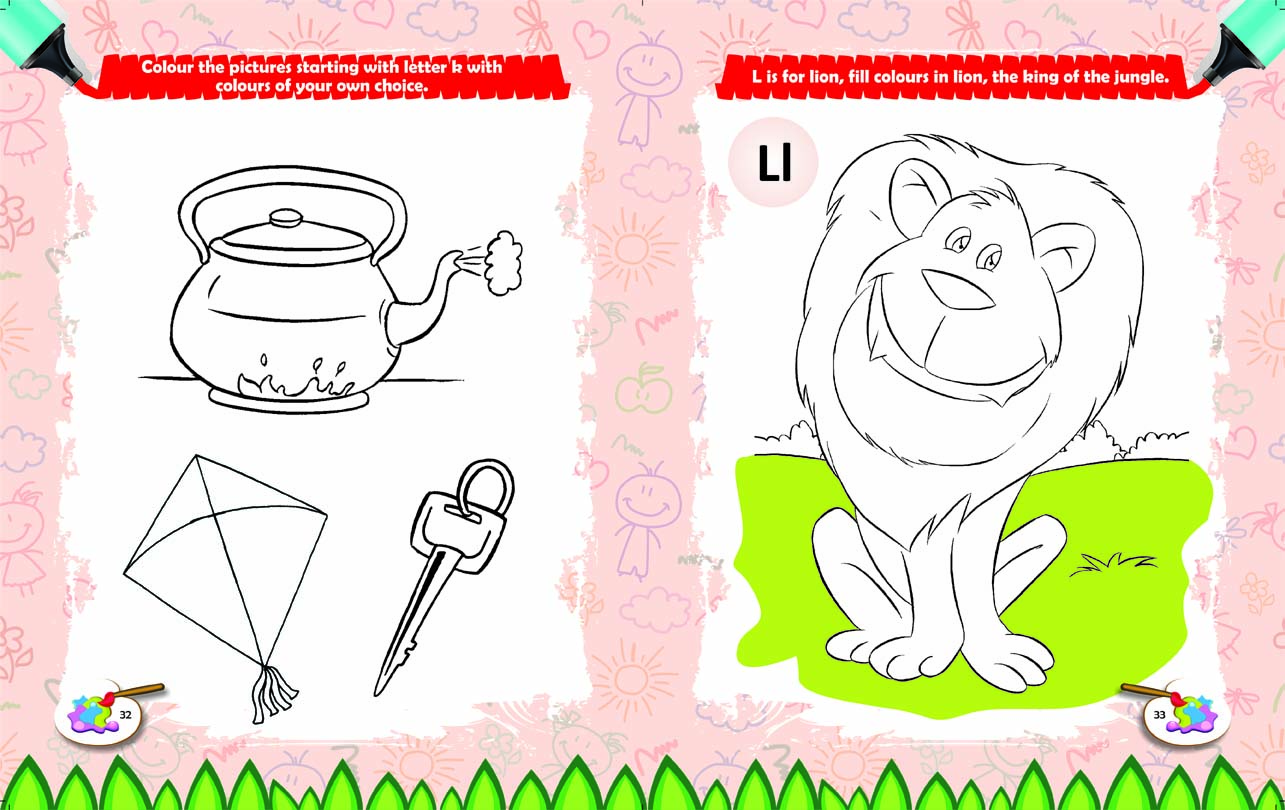 Colour the pictures starting with letter k with
colours of your own choice.
32
L is for lion, fill colours in lion, the king of the jungle.
Ll
33